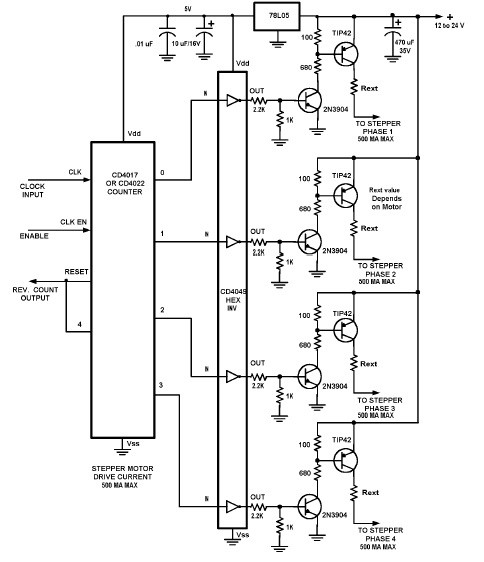 5V
78L05
+
12 to 24 V
.01 uF
+
10 uF/16V
+
470 uF
35V
Vdd
Vdd
CD4017
OR CD4022
COUNTER
CLK
CLOCK
INPUT
CLK EN
ENABLE
RESET
REV. COUNT
OUTPUT
4
0
1
2
3
Vss
STEPPER MOTOR
DRIVE CURRENT
500 MA MAX
CD4049
HEX
INV
Vss
IN
OUT
2.2K
1K
100
680
TIP42
2N3904
Rext
TO STEPPER
PHASE 1
500 MA MAX
IN
OUT
2.2K
1K
100
680
TIP42
2N3904
Rext value
Depends
on Motor
Rext
TO STEPPER
PHASE 2
500 MA MAX
IN
OUT
2.2K
1K
100
680
TIP42
2N3904
Rext
TO STEPPER
PHASE 3
500 MA MAX
IN
OUT
2.2K
1K
100
680
TIP42
2N3904
Rext
TO STEPPER
PHASE 4
500 MA MAX